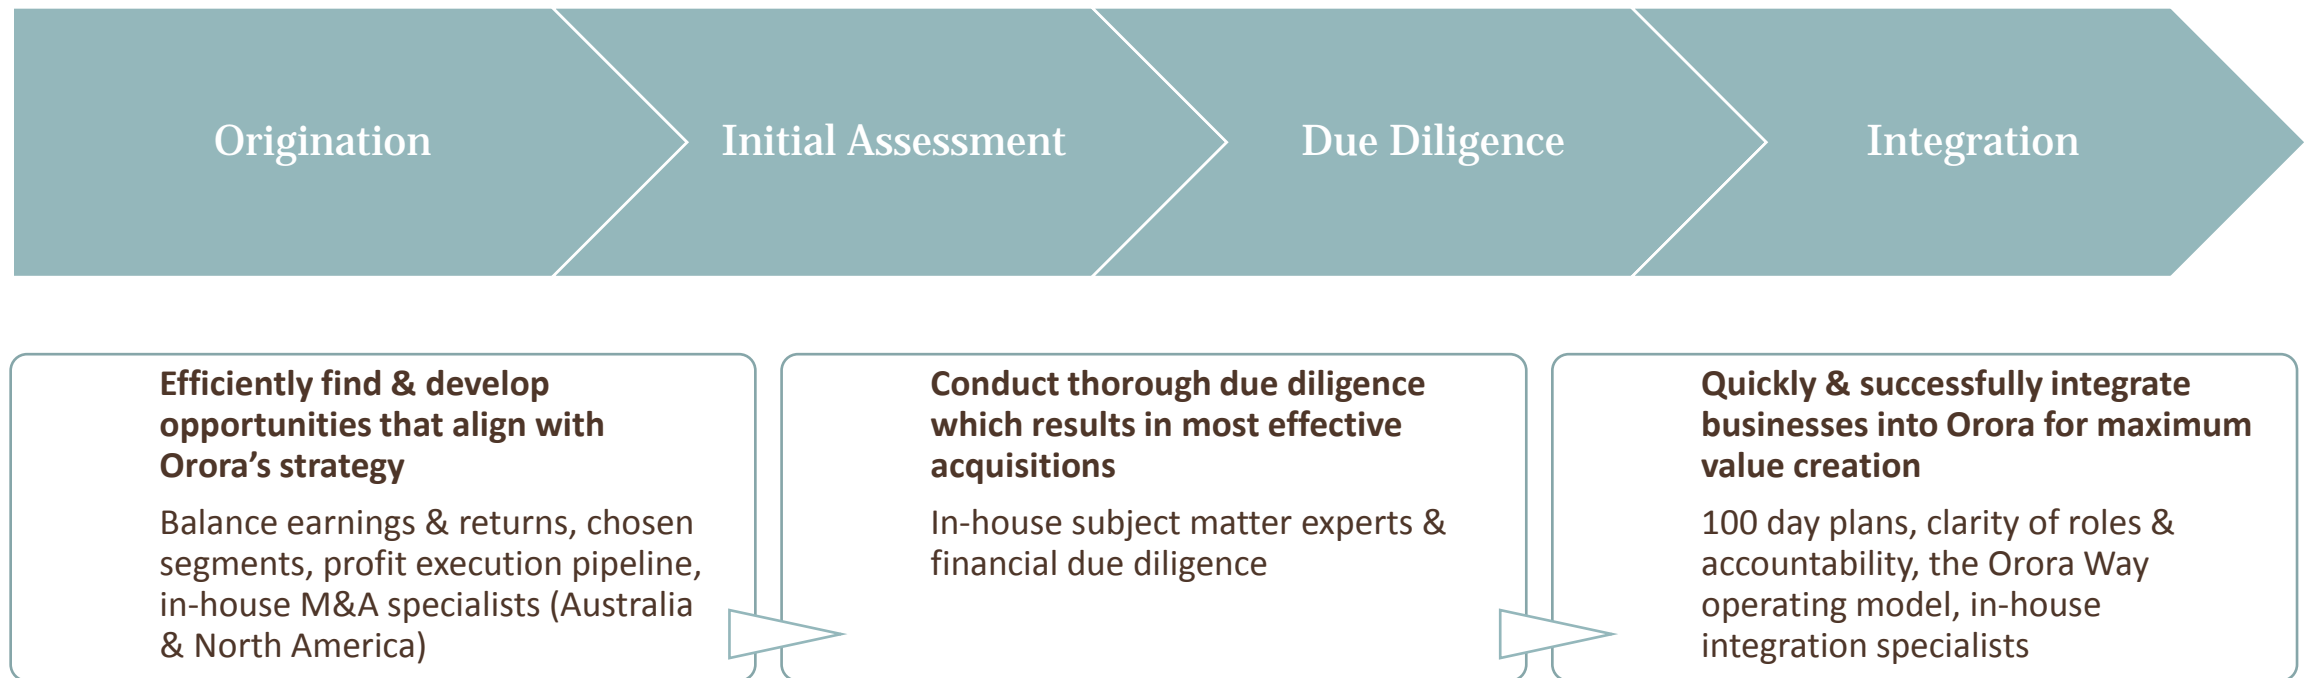 Origination
Initial Assessment
Due Diligence
Integration
Efficiently find & develop
opportunities that align with
Orora’s strategy
Balance earnings & returns, chosen
segments, profit execution pipeline,
in-house M&A specialists (Australia
& North America)
Conduct thorough due diligence
which results in most effective
acquisitions
In-house subject matter experts &
financial due diligence
Quickly & successfully integrate
businesses into Orora for maximum
value creation
100 day plans, clarity of roles &
accountability, the Orora Way
operating model, in-house
integration specialists